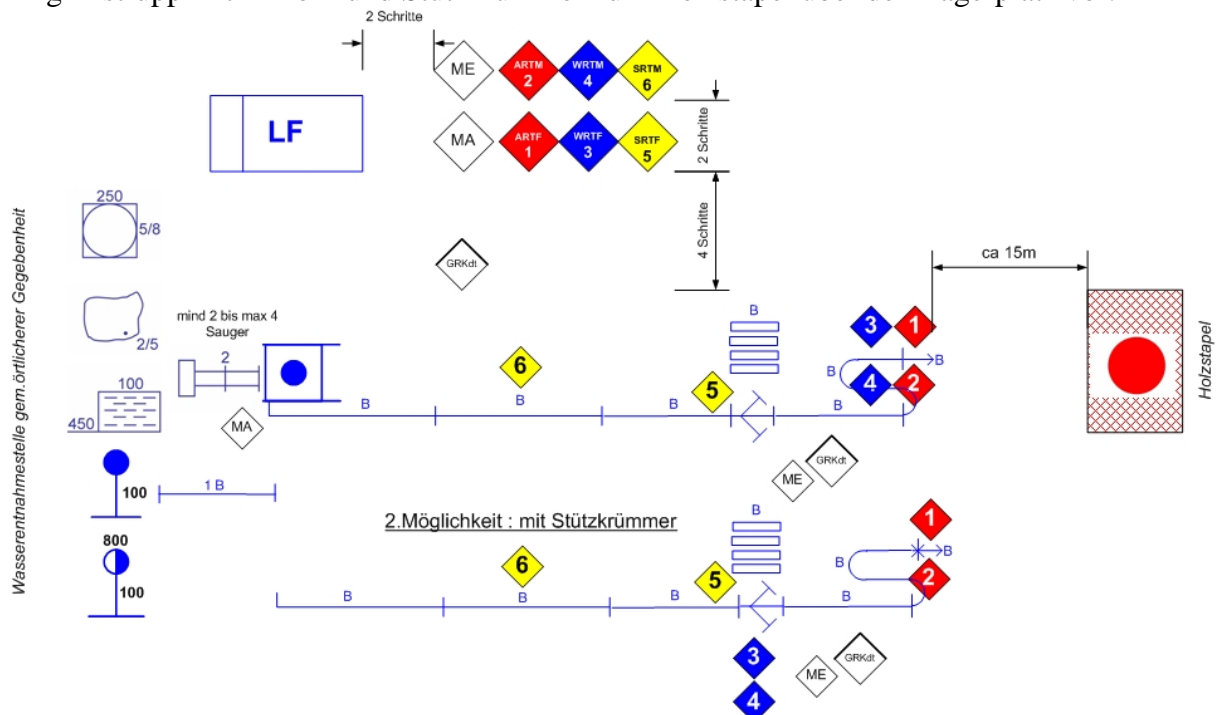 2 Schritte
ME
ARTM
2
WRTM
4
SRTM
6
LF
MA
ARTF
1
WRTF
3
SRTF
5
2 Schritte
4 Schritte
GRKdt
Wasserentnahmestelle gem.örtlicherer Gegebenheit
250
5/8
2/5
mind 2 bis max 4
Sauger
2
100
450
MA
6
5
B
B
B
B
B
B
B
3
1
4
2
ca 15m
Holzstapel
ME
GRKdt
100
1 B
800
100
2.Möglichkeit : mit Stützkrümmer
6
5
B
B
B
B
B
B
B
1
2
3
4
ME
GRKdt